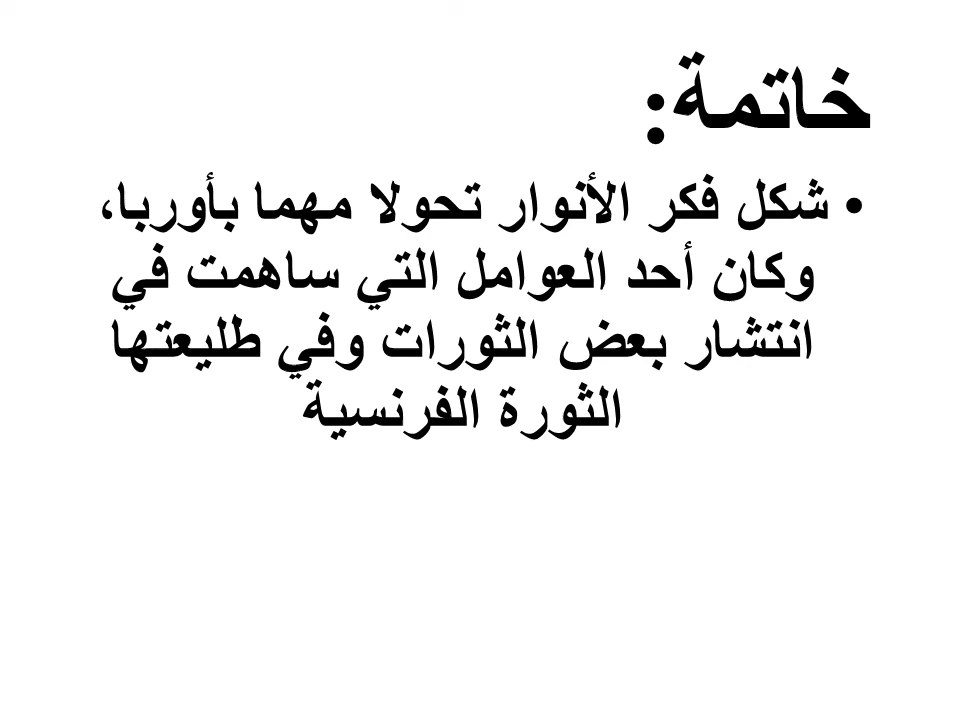 خاتمة:
• شكل فكر الأنوار تحولا مهما بأوربا،
وكان أحد العوامل التي ساهمت في
انتشار بعض الثورات وفي طليعتها
الثورة الفرنسية